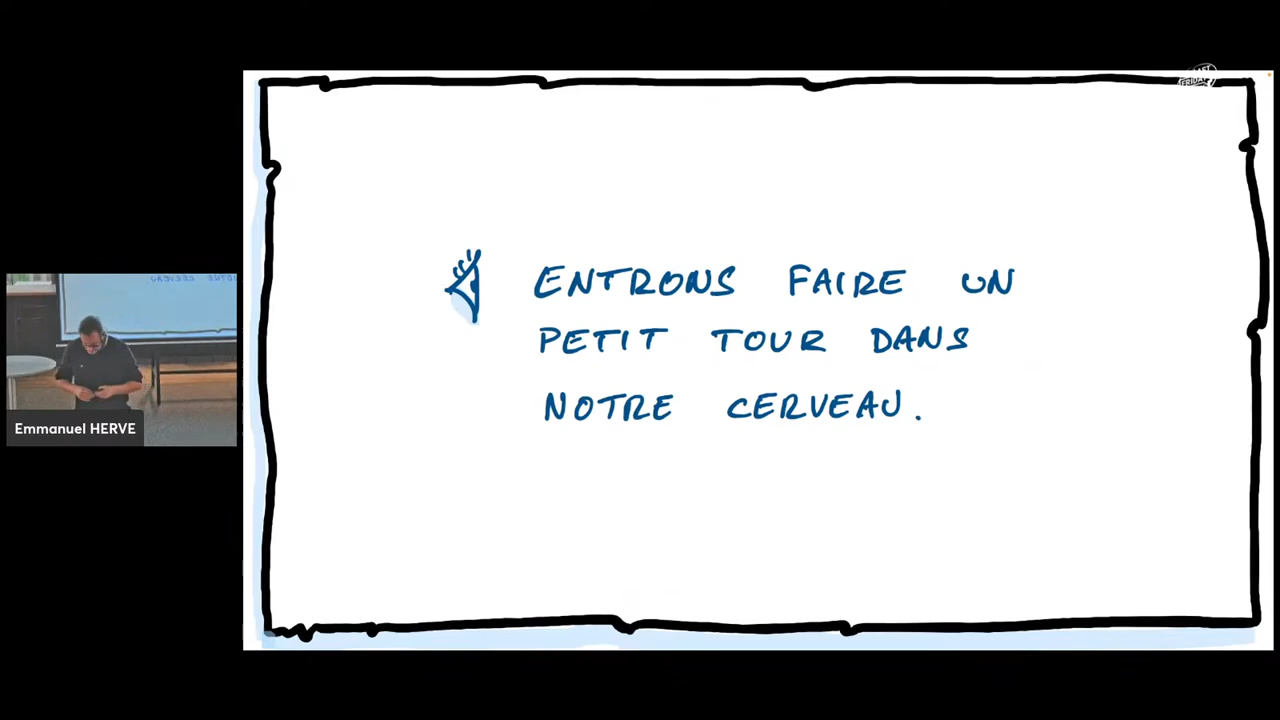 ENTRONS FAIRE UN
PETIT TOUR DANS
NOTRE CERVEAU.
Emmanuel HERVE